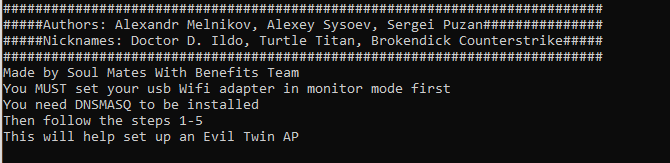 ###########################################################################
#####Authors: Alexandr Melnikov, Alexey Sysoev, Sergei Puzan###############
#####Nicknames: Doctor D. Ildo, Turtle Titan, Brokendick Counterstrike#####
###########################################################################
Made by Soul Mates With Benefits Team
You MUST set your usb Wifi adapter in monitor mode first
You need DNSMASQ to be installed
Then follow the steps 1-5
This will help set up an Evil Twin AP